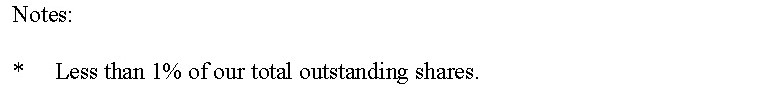 Notes:
* Less than 1% of our total outstanding shares.